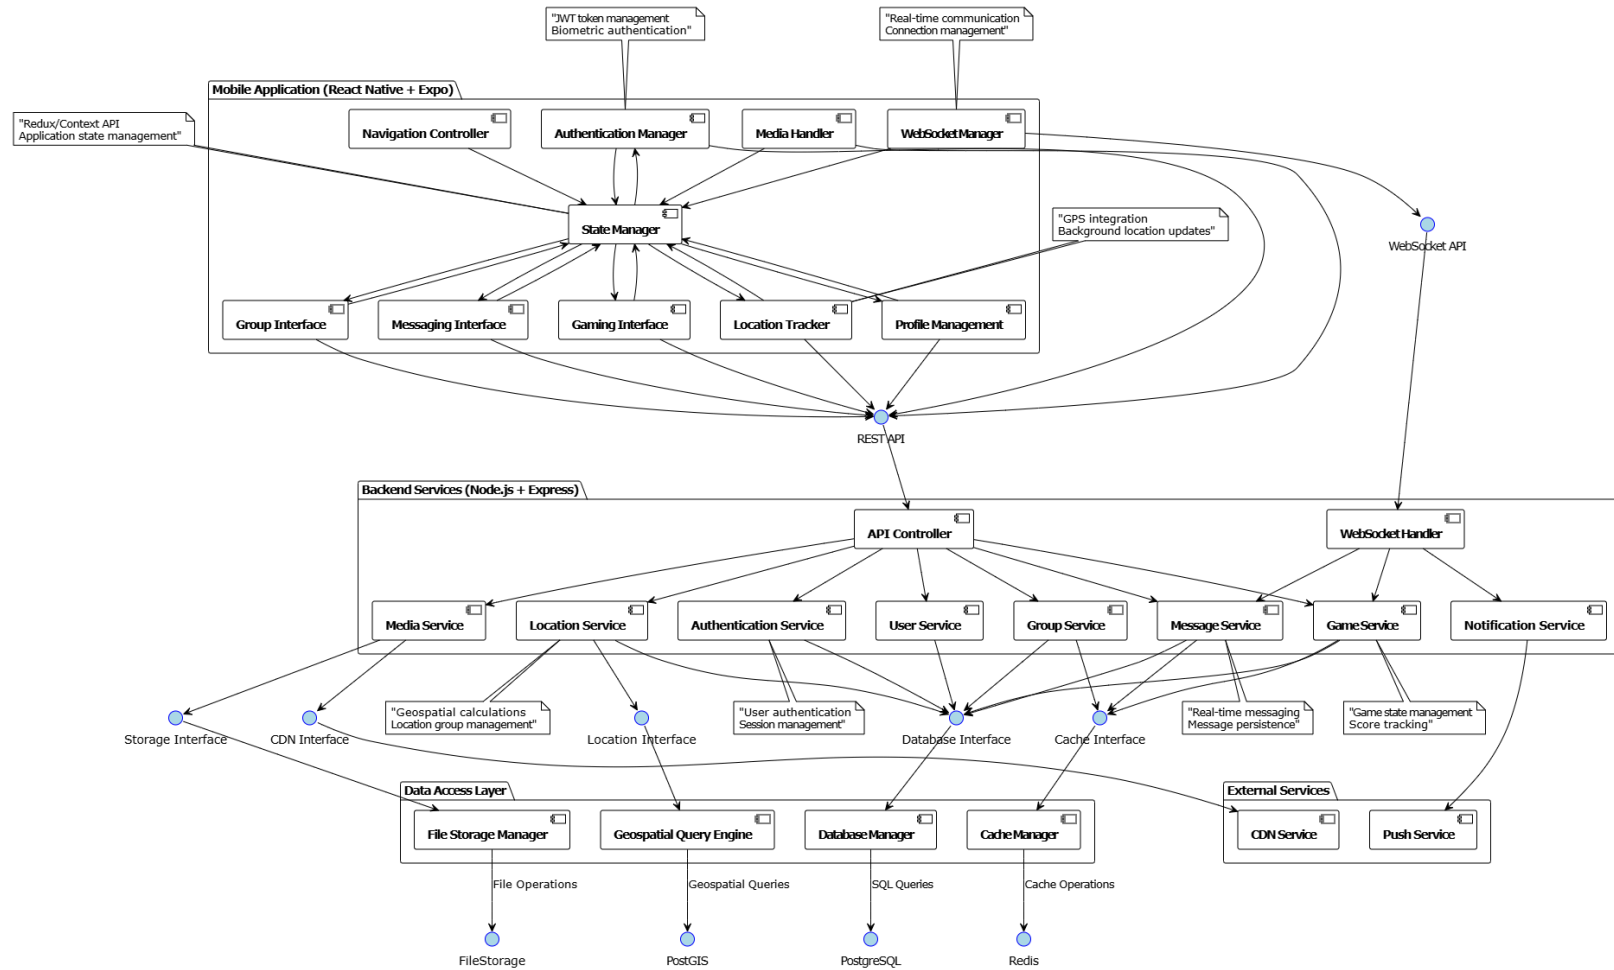 "JWT token management
Biometric authentication"
"Real-time communication
Connection management"
Mobile Application (React Native + Expo)
"Redux/Context API
Application state management"
Navigation Controller
Authentication Manager
Media Handler
WebSocket Manager
State Manager
"GPS integration
Background location updates"
WebSocket API
Group Interface
Messaging Interface
Gaming Interface
Location Tracker
Profile Management
REST API
Backend Services (Node.js + Express)
API Controller
WebSocket Handler
Media Service
Location Service
Authentication Service
User Service
Group Service
Message Service
Game Service
Notification Service
"Geospatial calculations
Location group management"
"User authentication
Session management"
"Real-time messaging
Message persistence"
"Game state management
Score tracking"
Storage Interface
CDN Interface
Location Interface
Database Interface
Cache Interface
Data Access Layer
External Services
File Storage Manager
Geospatial Query Engine
Database Manager
Cache Manager
CDN Service
Push Service
File Operations
Geospatial Queries
SQL Queries
Cache Operations
FileStorage
PostGIS
PostgreSQL
Redis